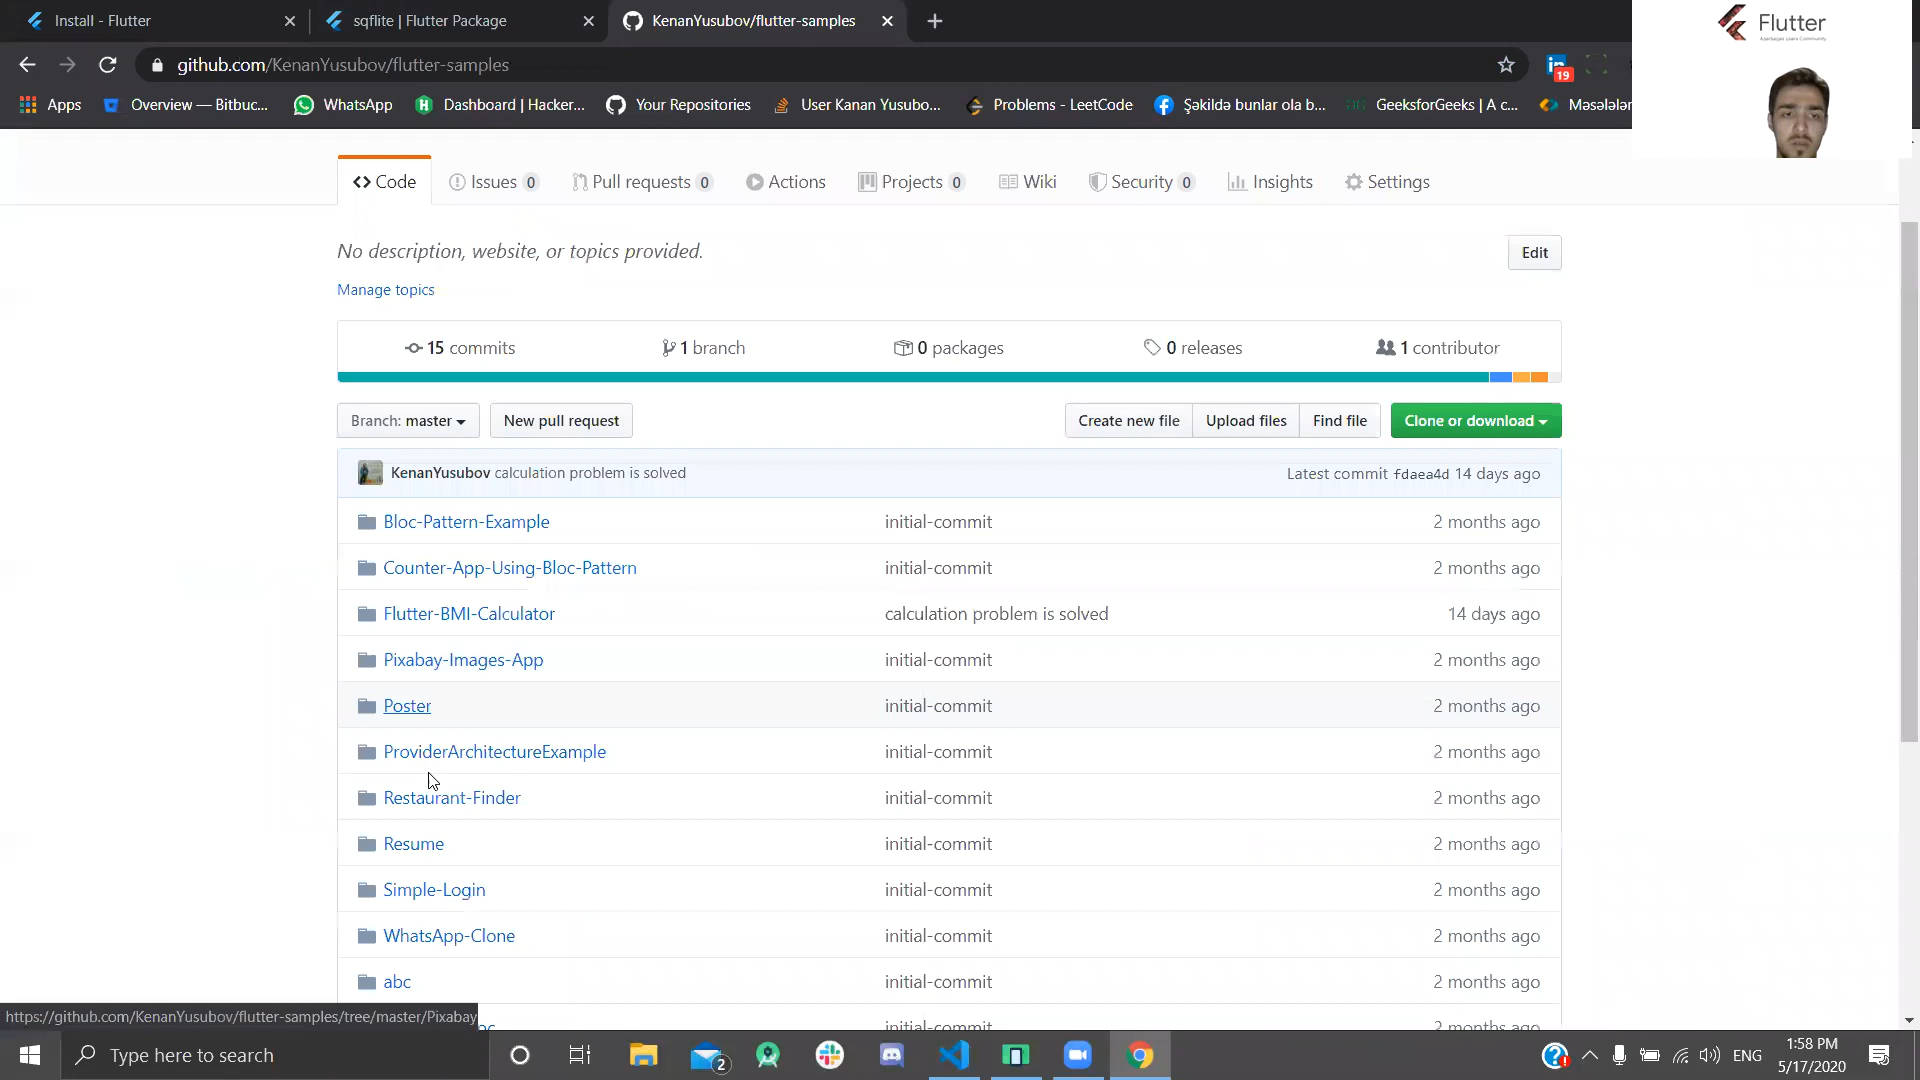 Install - Flutter
sqflite | Flutter Package
KenanYusubov/flutter-samples
github.com/KenanYusubov/flutter-samples
19
Flutter
Apps
Overview — Bitbuc...
WhatsApp
Dashboard | Hacker...
Your Repositories
User Kanan Yusubo...
Problems - LeetCode
Şəkildə bunlar ola b...
GeeksforGeeks | A c...
Məsələlər
Code
Issues 0
Pull requests 0
Actions
Projects 0
Wiki
Security 0
Insights
Settings
No description, website, or topics provided.
Edit
Manage topics
15 commits
1 branch
0 packages
0 releases
1 contributor
Branch: master
New pull request
Create new file
Upload files
Find file
Clone or download
KenanYusubov calculation problem is solved
Latest commit fdaea4d 14 days ago
Bloc-Pattern-Example
initial-commit
2 months ago
Counter-App-Using-Bloc-Pattern
initial-commit
2 months ago
Flutter-BMI-Calculator
calculation problem is solved
14 days ago
Pixabay-Images-App
initial-commit
2 months ago
Poster
initial-commit
2 months ago
ProviderArchitectureExample
initial-commit
2 months ago
Restaurant-Finder
initial-commit
2 months ago
Resume
initial-commit
2 months ago
Simple-Login
initial-commit
2 months ago
WhatsApp-Clone
initial-commit
2 months ago
abc
initial-commit
2 months ago
https://github.com/KenanYusubov/flutter-samples/tree/master/Pixabay
initial-commit
2 months ago
Type here to search
2
ENG
1:58 PM
5/17/2020